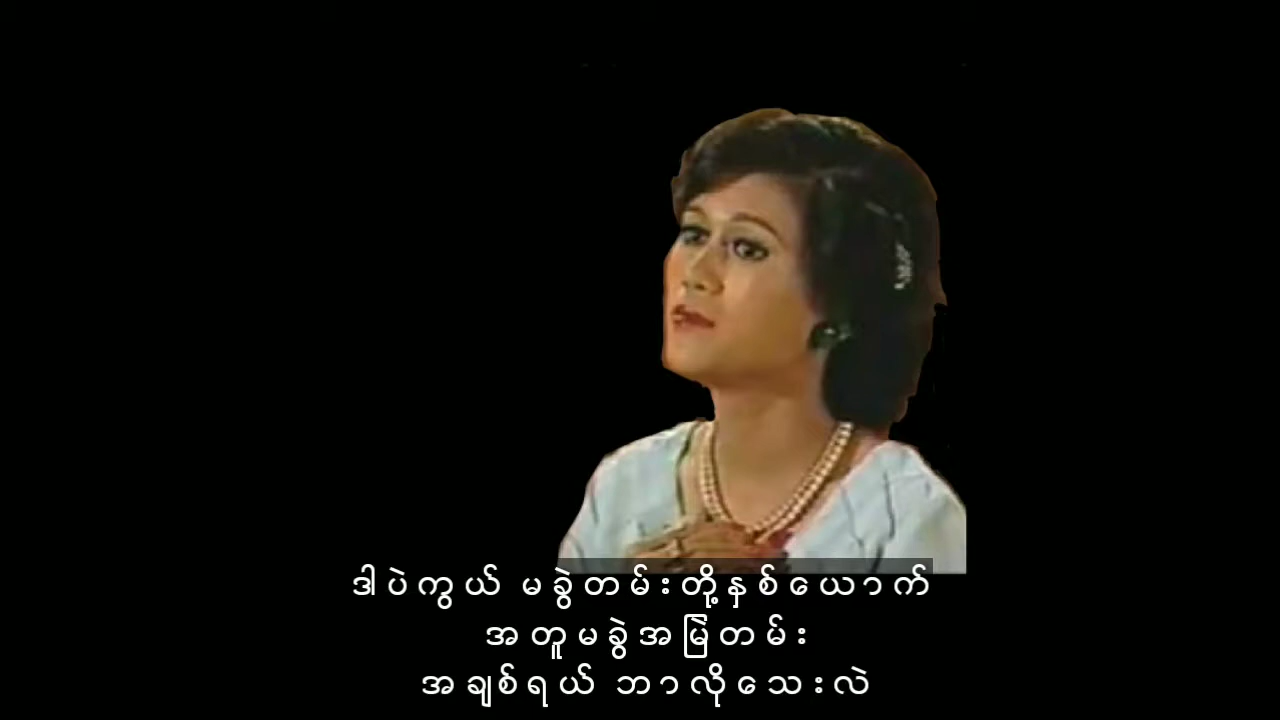 ဒါပဲကွယ် မခွဲတမ်းတို့နှစ်ယောက်
အတူမခွဲအမြဲတမ်း
အချစ်ရယ် ဘာလိုသေးလဲ